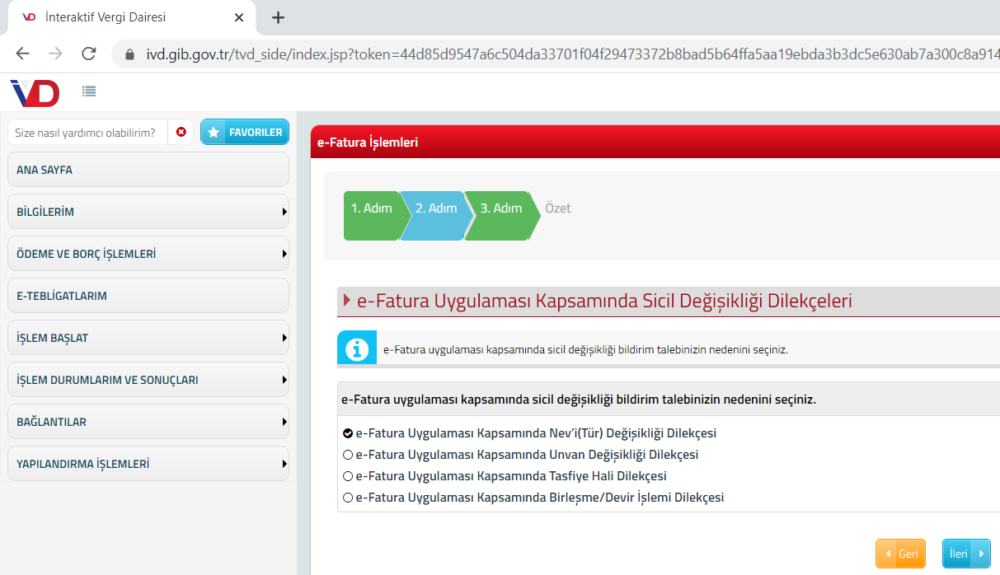 VD İnteraktif Vergi Dairesi
ivd.gib.gov.tr/tvd_side/index.jsp?token=44d85d9547a6c504da33701f04f29473372b8bad5b64ffa5aa19ebda3b3dc5e630ab7a300c8a914
VD
Size nasıl yardımcı olabilirim?
FAVORILER
ANA SAYFA
BİLGİLERİM
ÖDEME VE BORÇ İŞLEMLERİ
E-TEBLİGATLARIM
İŞLEM BAŞLAT
İŞLEM DURUMLARIM VE SONUÇLARI
BAĞLANTILAR
YAPILANDIRMA İŞLEMLERİ
e-Fatura İşlemleri
1. Adım 2. Adım 3. Adım Özet
e-Fatura Uygulaması Kapsamında Sicil Değişikliği Dilekçeleri
e-Fatura uygulaması kapsamında sicil değişikliği bildirim talebinizin nedenini seçiniz.
e-Fatura uygulaması kapsamında sicil değişikliği bildirim talebinizin nedenini seçiniz.
e-Fatura Uygulaması Kapsamında Nev’i(Tür) Değişikliği Dilekçesi
e-Fatura Uygulaması Kapsamında Unvan Değişikliği Dilekçesi
e-Fatura Uygulaması Kapsamında Tasfiye Hali Dilekçesi
e-Fatura Uygulaması Kapsamında Birleşme/Devir İşlemi Dilekçesi
Geri
İleri